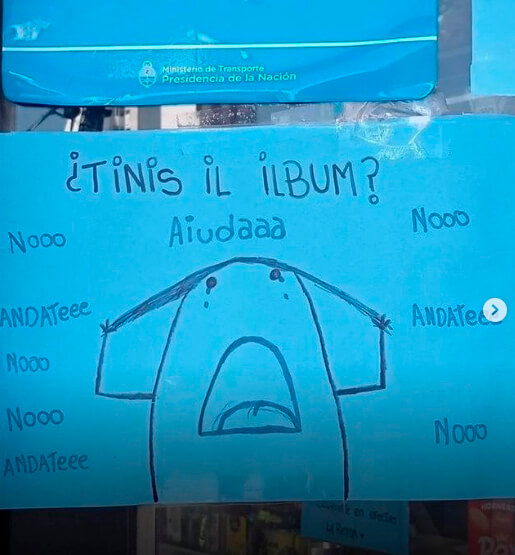 Ministerio de Transporte
Presidencia de la Nación
¿TiNiS iL iLBUM?
Aiudaaa
Nooo
Nooo
ANDATeee
ANDATee
Nooo
Nooo
Nooo
ANDATeee